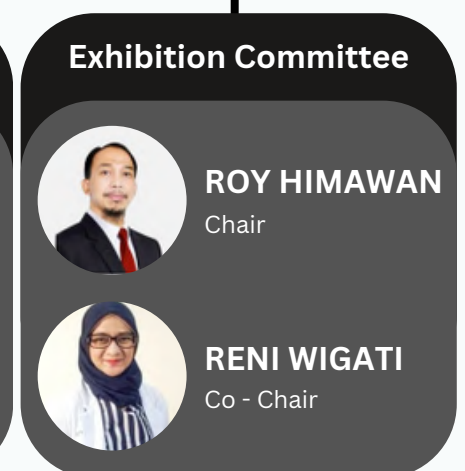 Exhibition Committee
ROY HIMAWAN
Chair
RENI WIGATI
Co - Chair